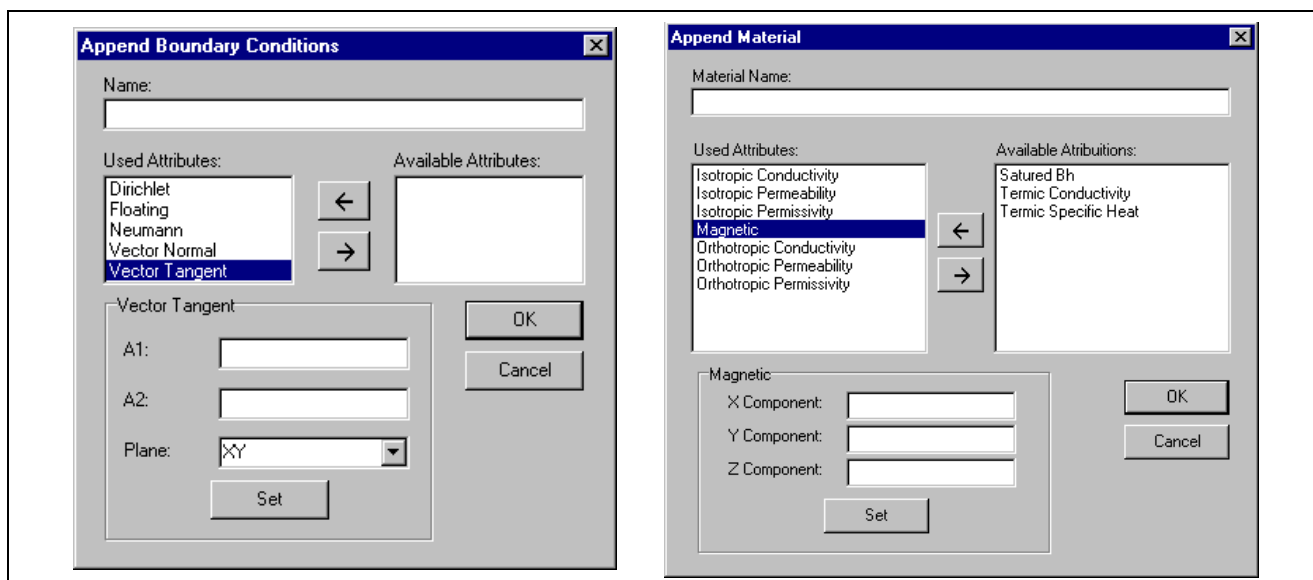 Append Boundary Conditions
Name:
Used Attributes:
Available Attributes:
Dirichlet
Floating
Neumann
Vector Normal
Vector Tangent
Vector Tangent
A1:
A2:
Plane:
XY
Set
OK
Cancel
Append Material
Material Name:
Used Attributes:
Available Atribuitions:
Isotropic Conductivity
Isotropic Permeability
Isotropic Permissivity
Magnetic
Orthotropic Conductivity
Orthotropic Permeability
Orthotropic Permissivity
Satured Bh
Termic Conductivity
Termic Specific Heat
Magnetic
X Component:
Y Component:
Z Component:
Set
OK
Cancel